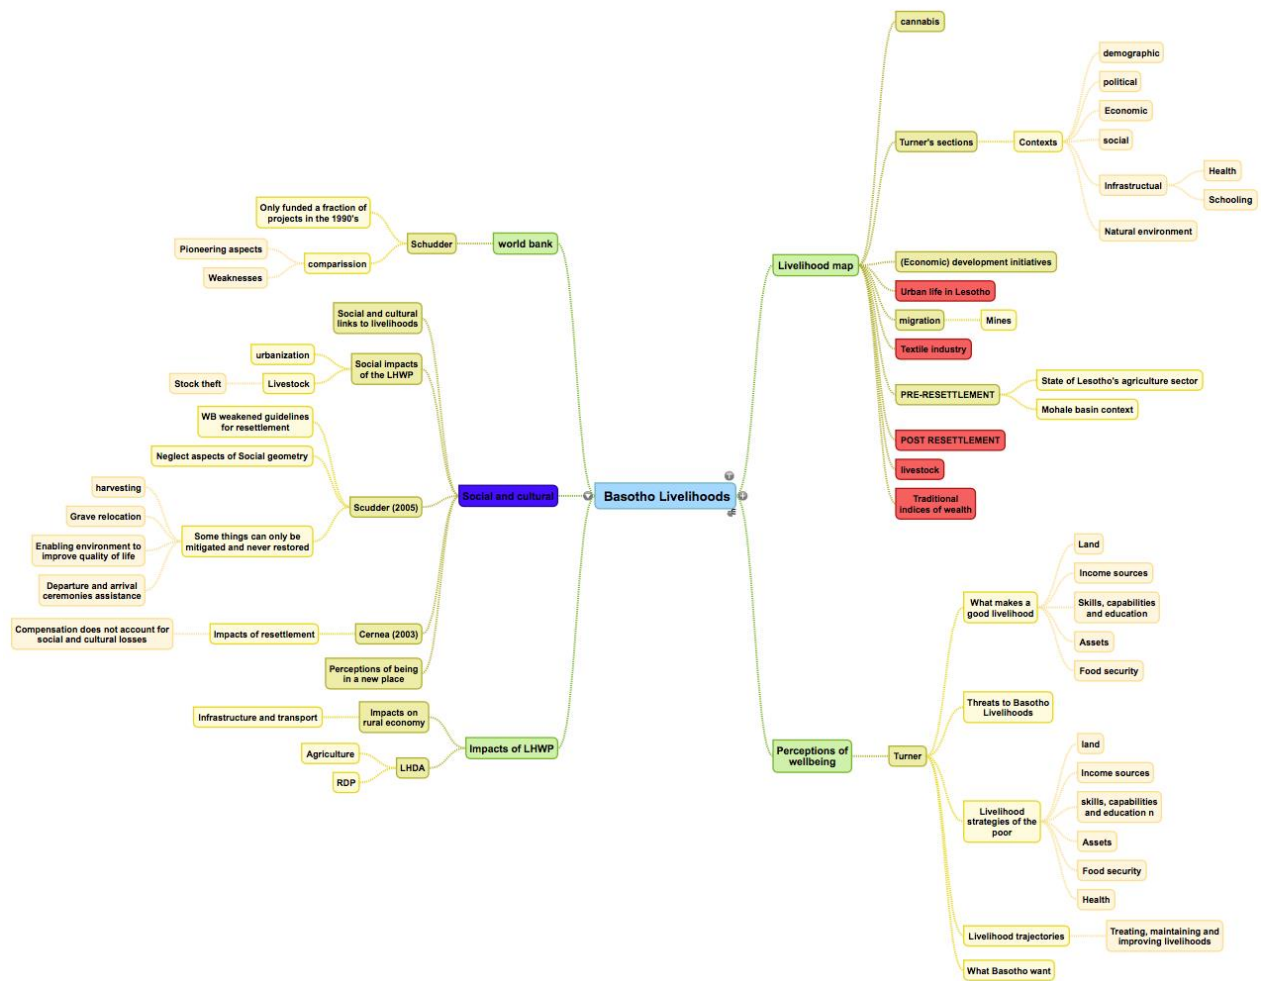 Basotho Livelihoods
world bank
Schudder
Only funded a fraction of
projects in the 1990's
comparission
Pioneering aspects
Weaknesses
Social and cultural
Social and cultural
links to livelihoods
Social impacts
of the LHWP
urbanization
Livestock
Stock theft
Scudder (2005)
WB weakened guidelines
for resettlement
Neglect aspects of Social geometry
Some things can only be
mitigated and never restored
harvesting
Grave relocation
Enabling environment to
improve quality of life
Departure and arrival
ceremonies assistance
Cernea (2003)
Impacts of resettlement
Compensation does not account for
social and cultural losses
Perceptions of being
in a new place
Impacts of LHWP
Impacts on
rural economy
Infrastructure and transport
LHDA
Agriculture
RDP
Livelihood map
cannabis
Turner's sections
Contexts
demographic
political
Economic
social
Infrastructual
Health
Schooling
Natural environment
(Economic) development initiatives
Urban life in Lesotho
migration
Mines
Textile industry
PRE-RESETTLEMENT
State of Lesotho's agriculture sector
Mohale basin context
POST RESETTLEMENT
livestock
Traditional
indices of wealth
Perceptions of
wellbeing
Turner
What makes a
good livelihood
Land
Income sources
Skills, capabilities
and education
Assets
Food security
Threats to Basotho
Livelihoods
Livelihood
strategies of the
poor
land
Income sources
skills, capabilities
and education n
Assets
Food security
Health
Livelihood trajectories
Treating, maintaining and
improving livelihoods
What Basotho want